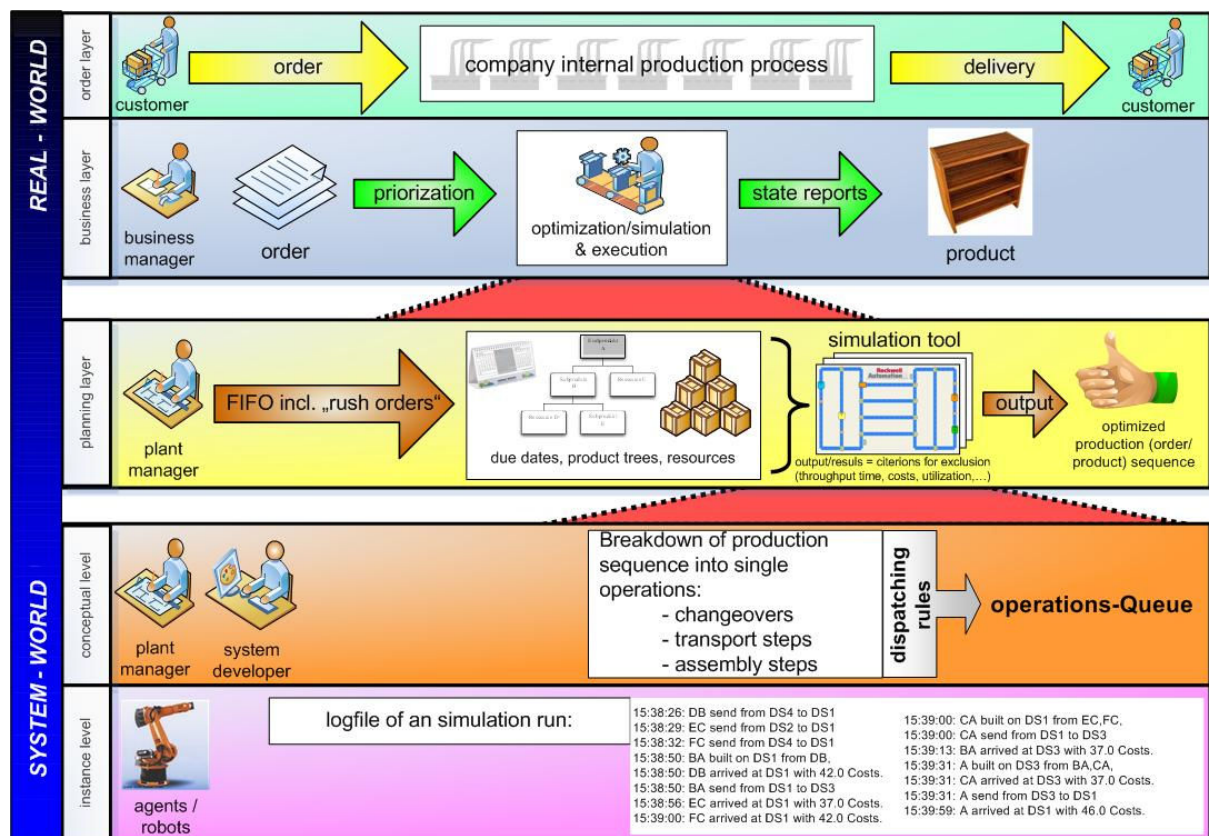 REAL - WORLD
order layer
customer
order
company internal production process
delivery
customer
business layer
business
manager
order
priorization
optimization/simulation
& execution
state reports
product
planning layer
plant
manager
FIFO incl. „rush orders“
due dates, product trees, resources
simulation tool
Rockwell
Automation
output/resuls = citerions for exclusion
(throughput time, costs, utilization,...)
output
optimized
production (order/
product) sequence
SYSTEM - WORLD
conceptual level
plant
manager
system
developer
Breakdown of production
sequence into single
operations:
- changeovers
- transport steps
- assembly steps
dispatching
rules
operations-Queue
instance level
agents /
robots
logfile of an simulation run:
15:38:26: DB send from DS4 to DS1
15:38:29: EC send from DS2 to DS1
15:38:32: FC send from DS4 to DS1
15:38:50: BA built on DS1 from DB,
15:38:50: DB arrived at DS1 with 42.0 Costs.
15:38:50: BA send from DS1 to DS3
15:38:56: EC arrived at DS1 with 37.0 Costs.
15:39:00: FC arrived at DS1 with 42.0 Costs.
15:39:00: CA built on DS1 from EC,FC,
15:39:00: CA send from DS1 to DS3
15:39:13: BA arrived at DS3 with 37.0 Costs.
15:39:31: A built on DS3 from BA,CA,
15:39:31: CA arrived at DS3 with 37.0 Costs.
15:39:31: A send from DS3 to DS1
15:39:59: A arrived at DS1 with 46.0 Costs.